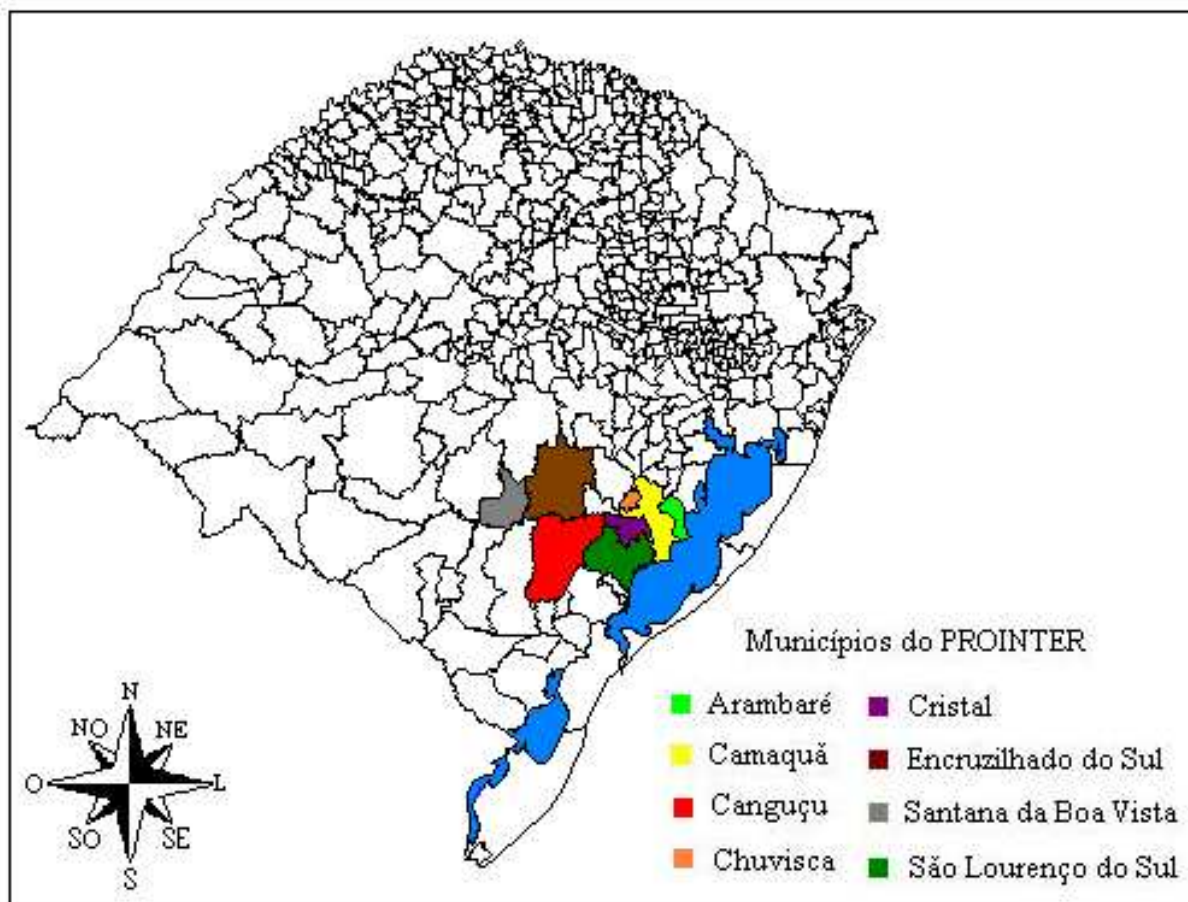 Municípios do PROINTER
Arambaré
Camaquã
Canguçu
Chuvisca
Cristal
Encruzilhado do Sul
Santana da Boa Vista
São Lourenço do Sul
N
NO NE
O L
SO SE
S